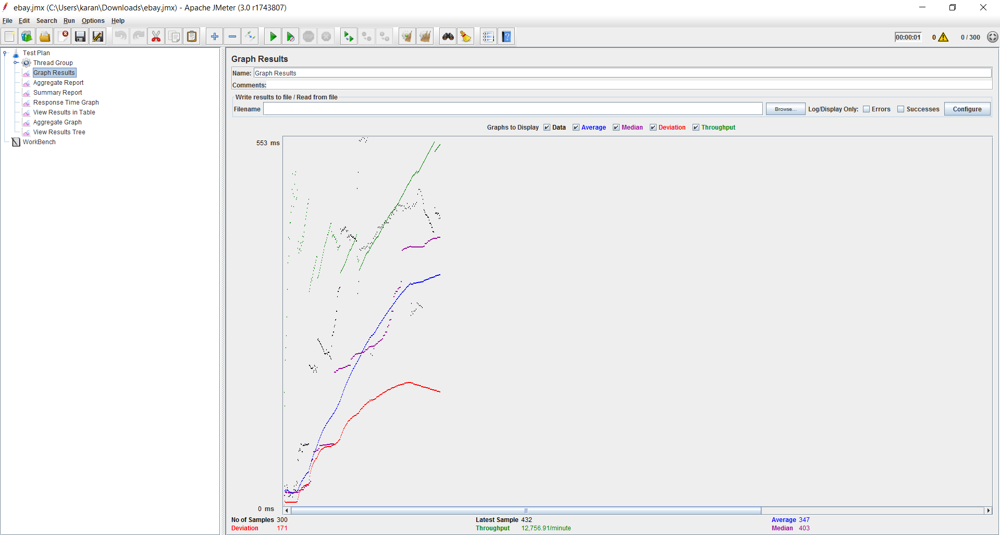 ebay.jmx (C:\Users\karan\Downloads\ebay.jmx) - Apache JMeter (3.0 r1743807)
File Edit Search Run Options Help
STOP
00:00:01 0 0 / 300
Test Plan
Thread Group
Graph Results
Aggregate Report
Summary Report
Response Time Graph
View Results in Table
Aggregate Graph
View Results Tree
WorkBench
Graph Results
Name: Graph Results
Comments:
Write results to file / Read from file
Filename Browse... Log/Display Only: Errors Successes Configure
Graphs to Display Data Average Median Deviation Throughput
553 ms
0 ms
No of Samples 300 Latest Sample 432 Average 347
Deviation 171 Throughput 12,756.91/minute Median 403